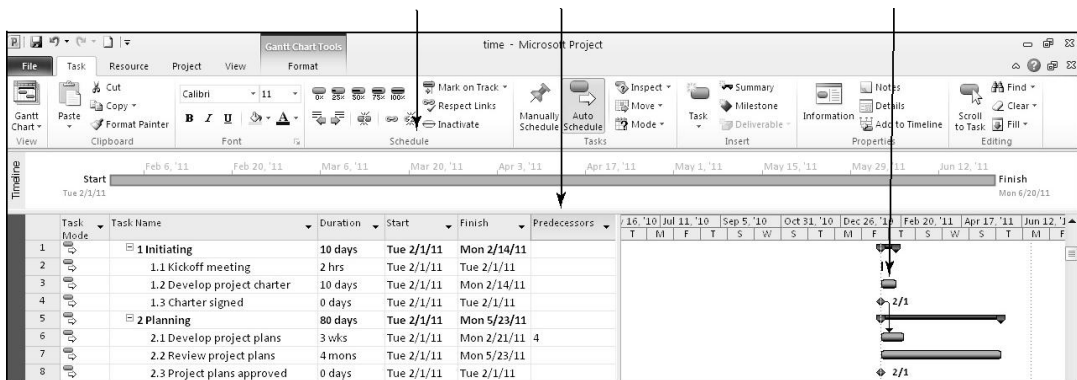 Gantt Chart Tools
time - Microsoft Project
File Task Resource Project View Format
Cut
Copy
Format Painter
Paste
Gantt Chart
Calibri 11
B I U A
0x 25x 50x 75x 100x
Mark on Track
Respect Links
Inactivate
Manually Schedule
Auto Schedule
Inspect
Move
Mode
Task
Summary
Milestone
Deliverable
Information
Notes
Details
Add to Timeline
Scroll to Task
Find
Clear
Fill
View Clipboard Font Schedule Tasks Insert Properties Editing
Timeline
Feb 6, '11 Feb 20, '11 Mar 6, '11 Mar 20, '11 Apr 3, '11 Apr 17, '11 May 1, '11 May 15, '11 May 29, '11 Jun 12, '11
Start Finish
Tue 2/1/11 Mon 6/20/11
Task Mode Task Name Duration Start Finish Predecessors
16, '10 Jul 11, '10 Sep 5, '10 Oct 31, '10 Dec 26, '10 Feb 20, '11 Apr 17, '11 Jun 12, '1
T M F T S W S T M F T S W S T M F
1 1 Initiating 10 days Tue 2/1/11 Mon 2/14/11
2 1.1 Kickoff meeting 2 hrs Tue 2/1/11 Tue 2/1/11
3 1.2 Develop project charter 10 days Tue 2/1/11 Mon 2/14/11
4 1.3 Charter signed 0 days Tue 2/1/11 Tue 2/1/11 2/1
5 2 Planning 80 days Tue 2/1/11 Mon 5/23/11
6 2.1 Develop project plans 3 wks Tue 2/1/11 Mon 2/21/11 4
7 2.2 Review project plans 4 mons Tue 2/1/11 Mon 5/23/11
8 2.3 Project plans approved 0 days Tue 2/1/11 Tue 2/1/11 2/1